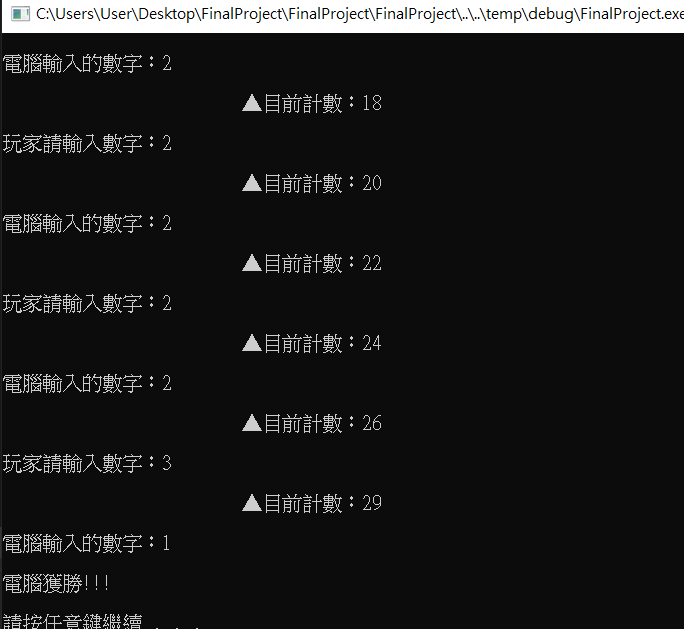 C:\Users\User\Desktop\FinalProject\FinalProject\FinalProject\..\..\temp\debug\FinalProject.exe
電腦輸入的數字：2
▲目前計數：18
玩家請輸入數字：2
▲目前計數：20
電腦輸入的數字：2
▲目前計數：22
玩家請輸入數字：2
▲目前計數：24
電腦輸入的數字：2
▲目前計數：26
玩家請輸入數字：3
▲目前計數：29
電腦輸入的數字：1
電腦獲勝!!!
請按任意鍵繼續 . . .